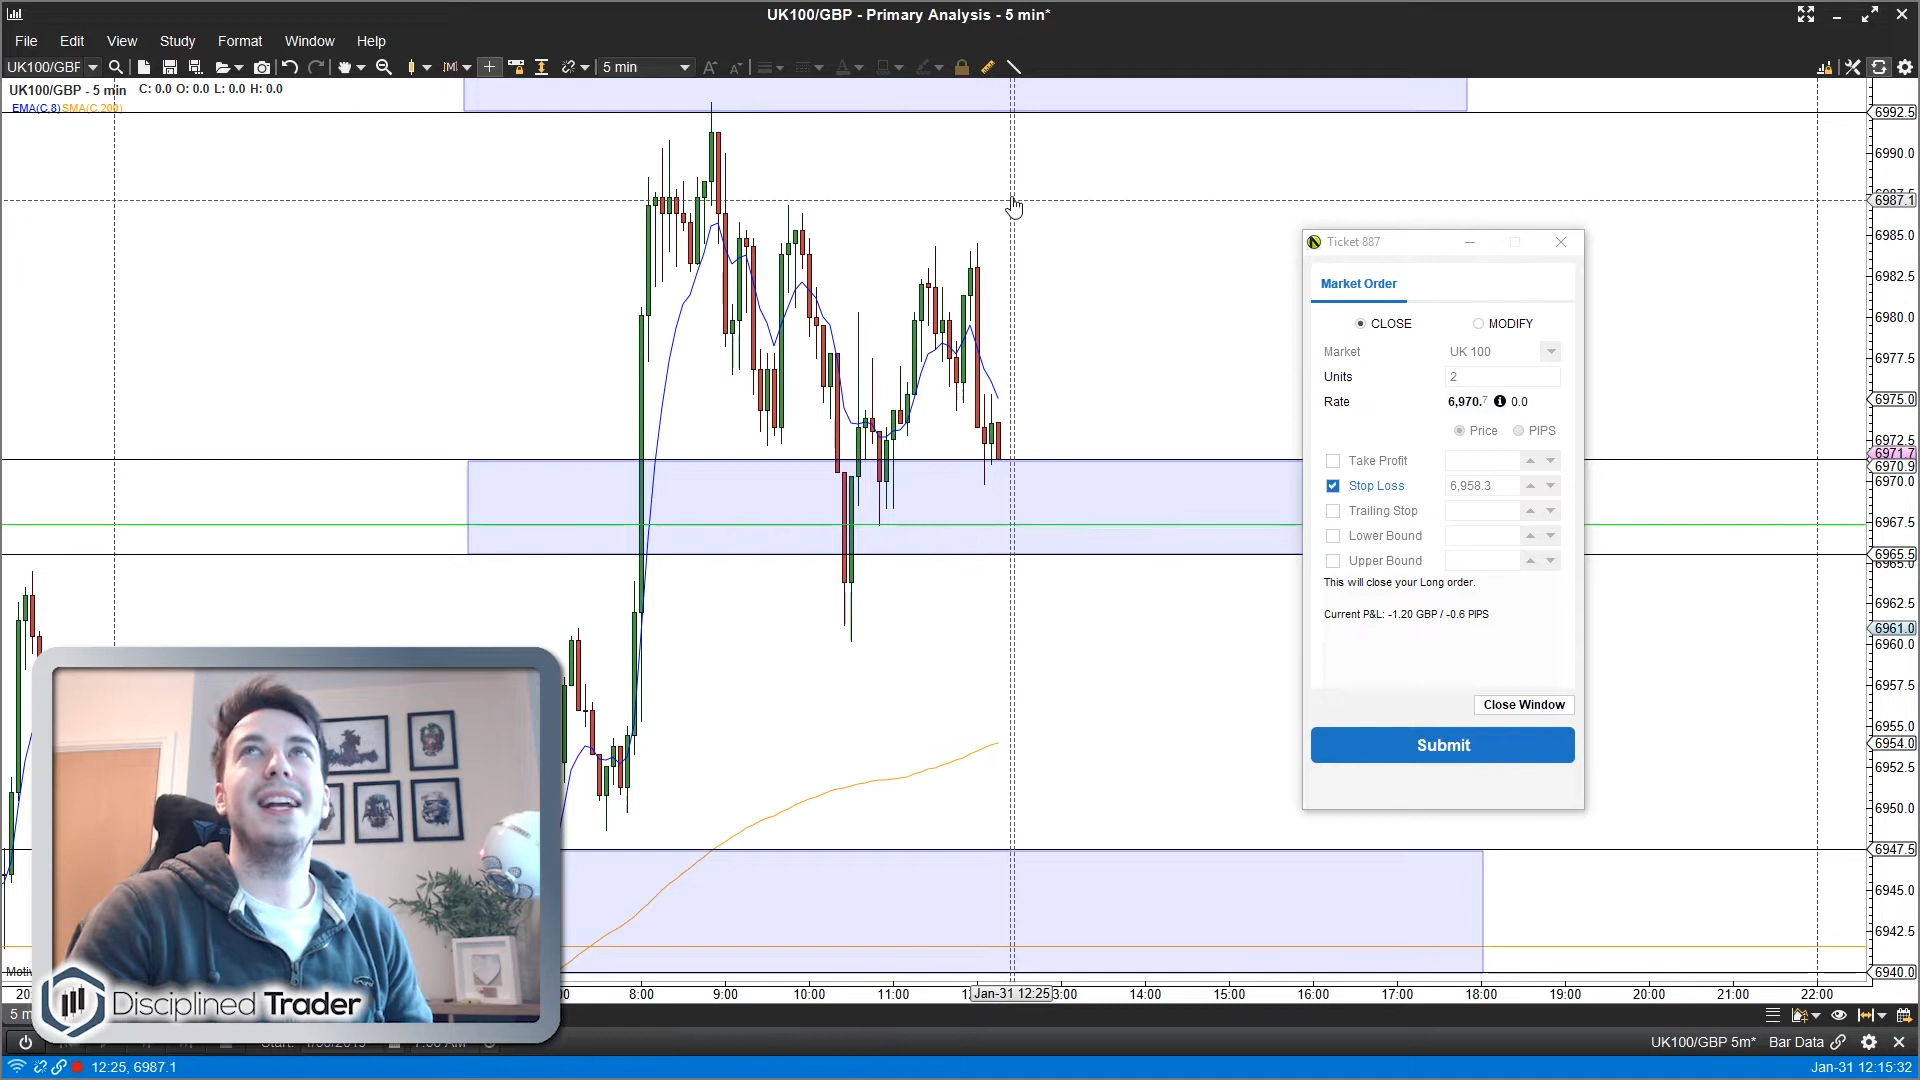 UK100/GBP - Primary Analysis - 5 min*
File Edit View Study Format Window Help
UK100/GBP 5 min
UK100/GBP - 5 min C: 0.0 O: 0.0 L: 0.0 H: 0.0
EMA(C,8) SMA(C,200)
6992.5
6990.0
6987.1
6985.0
6982.5
6980.0
6977.5
6975.0
6972.5
6971.7
6970.9
6970.0
6967.5
6965.5
6965.0
6962.5
6961.0
6960.0
6957.5
6955.0
6954.0
6952.5
6950.0
6947.5
6945.0
6942.5
6940.0
Ticket 887
Market Order
CLOSE MODIFY
Market UK 100
Units 2
Rate 6,970.7 0.0
Price PIPS
Take Profit
Stop Loss 6,958.3
Trailing Stop
Lower Bound
Upper Bound
This will close your Long order.
Current P&L: -1.20 GBP / -0.6 PIPS
Close Window
Submit
8:00 9:00 10:00 11:00 Jan-31 12:25 3:00 14:00 15:00 16:00 17:00 18:00 19:00 20:00 21:00 22:00
Disciplined Trader
UK100/GBP 5m* Bar Data
12:25, 6987.1 Jan-31 12:15:32